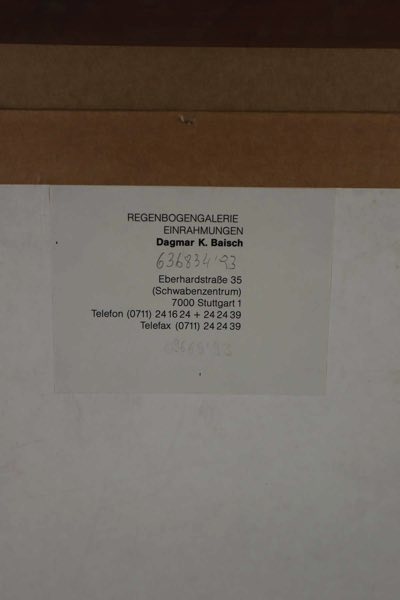 REGENBOGENGALERIE
EINRAHMUNGEN
Dagmar K. Baisch
636834'93
Eberhardstraße 35
(Schwabenzentrum)
7000 Stuttgart 1
Telefon (0711) 24 16 24 + 24 24 39
Telefax (0711) 24 24 39